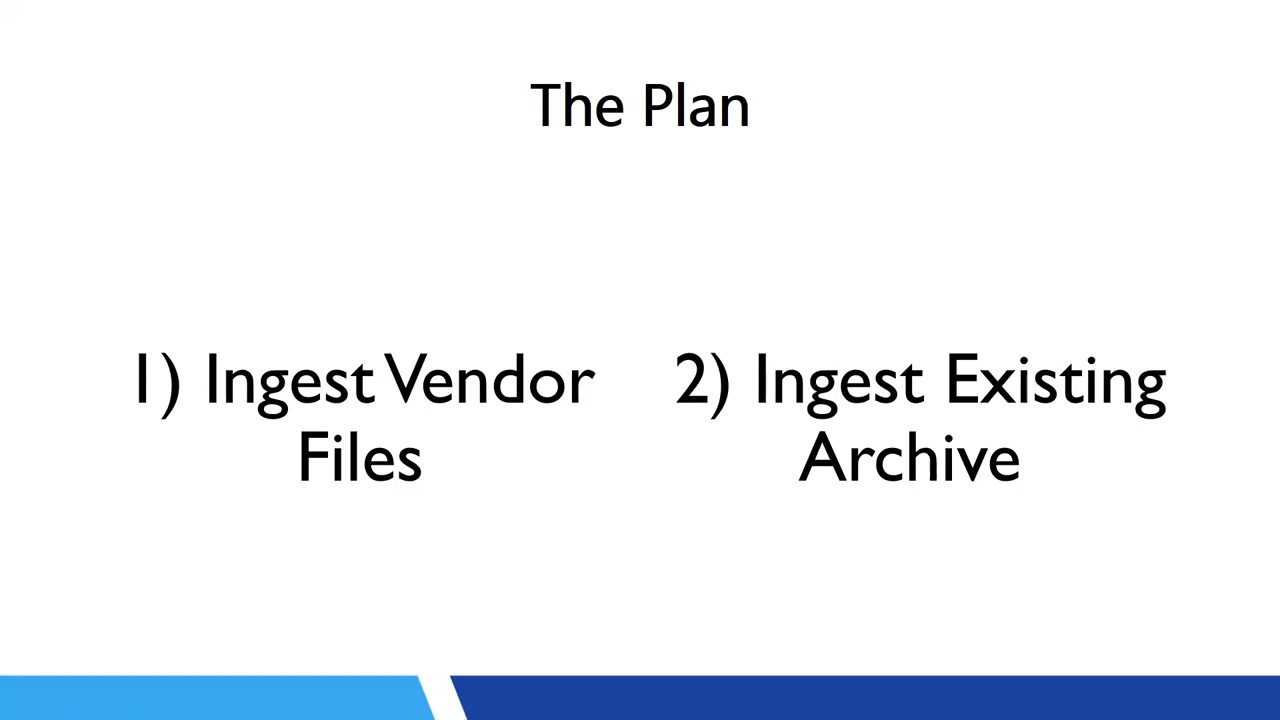 The Plan
1) Ingest Vendor
Files
2) Ingest Existing
Archive